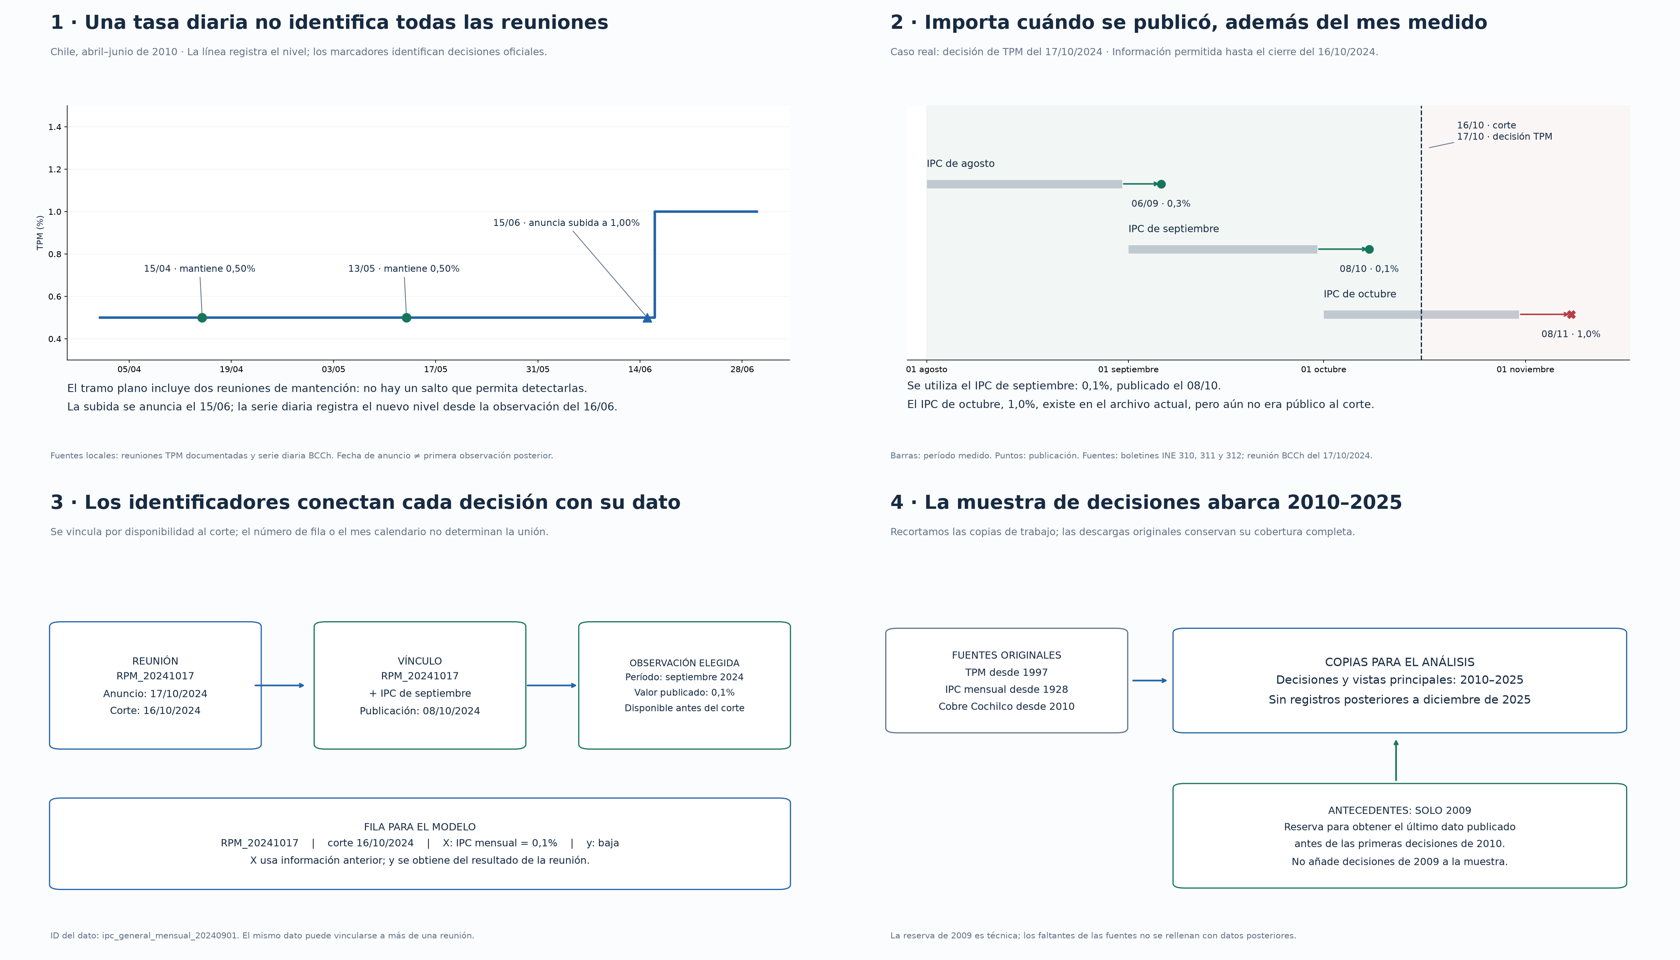 1 · Una tasa diaria no identifica todas las reuniones
Chile, abril–junio de 2010 · La línea registra el nivel; los marcadores identifican decisiones oficiales.
TPM (%)
1.4
1.2
1.0
0.8
0.6
0.4
15/04 · mantiene 0,50%
13/05 · mantiene 0,50%
15/06 · anuncia subida a 1,00%
05/04
19/04
03/05
17/05
31/05
14/06
28/06
El tramo plano incluye dos reuniones de mantención: no hay un salto que permita detectarlas.
La subida se anuncia el 15/06; la serie diaria registra el nuevo nivel desde la observación del 16/06.
Fuentes locales: reuniones TPM documentadas y serie diaria BCCh. Fecha de anuncio ≠ primera observación posterior.
2 · Importa cuándo se publicó, además del mes medido
Caso real: decisión de TPM del 17/10/2024 · Información permitida hasta el cierre del 16/10/2024.
16/10 · corte
17/10 · decisión TPM
IPC de agosto
06/09 · 0,3%
IPC de septiembre
08/10 · 0,1%
IPC de octubre
08/11 · 1,0%
01 agosto
01 septiembre
01 octubre
01 noviembre
Se utiliza el IPC de septiembre: 0,1%, publicado el 08/10.
El IPC de octubre, 1,0%, existe en el archivo actual, pero aún no era público al corte.
Barras: período medido. Puntos: publicación. Fuentes: boletines INE 310, 311 y 312; reunión BCCh del 17/10/2024.
3 · Los identificadores conectan cada decisión con su dato
Se vincula por disponibilidad al corte; el número de fila o el mes calendario no determinan la unión.
REUNIÓN
RPM_20241017
Anuncio: 17/10/2024
Corte: 16/10/2024
VÍNCULO
RPM_20241017
+ IPC de septiembre
Publicación: 08/10/2024
OBSERVACIÓN ELEGIDA
Período: septiembre 2024
Valor publicado: 0,1%
Disponible antes del corte
FILA PARA EL MODELO
RPM_20241017 | corte 16/10/2024 | X: IPC mensual = 0,1% | y: baja
X usa información anterior; y se obtiene del resultado de la reunión.
ID del dato: ipc_general_mensual_20240901. El mismo dato puede vincularse a más de una reunión.
4 · La muestra de decisiones abarca 2010–2025
Recortamos las copias de trabajo; las descargas originales conservan su cobertura completa.
FUENTES ORIGINALES
TPM desde 1997
IPC mensual desde 1928
Cobre Cochilco desde 2010
COPIAS PARA EL ANÁLISIS
Decisiones y vistas principales: 2010–2025
Sin registros posteriores a diciembre de 2025
ANTECEDENTES: SOLO 2009
Reserva para obtener el último dato publicado
antes de las primeras decisiones de 2010.
No añade decisiones de 2009 a la muestra.
La reserva de 2009 es técnica; los faltantes de las fuentes no se rellenan con datos posteriores.